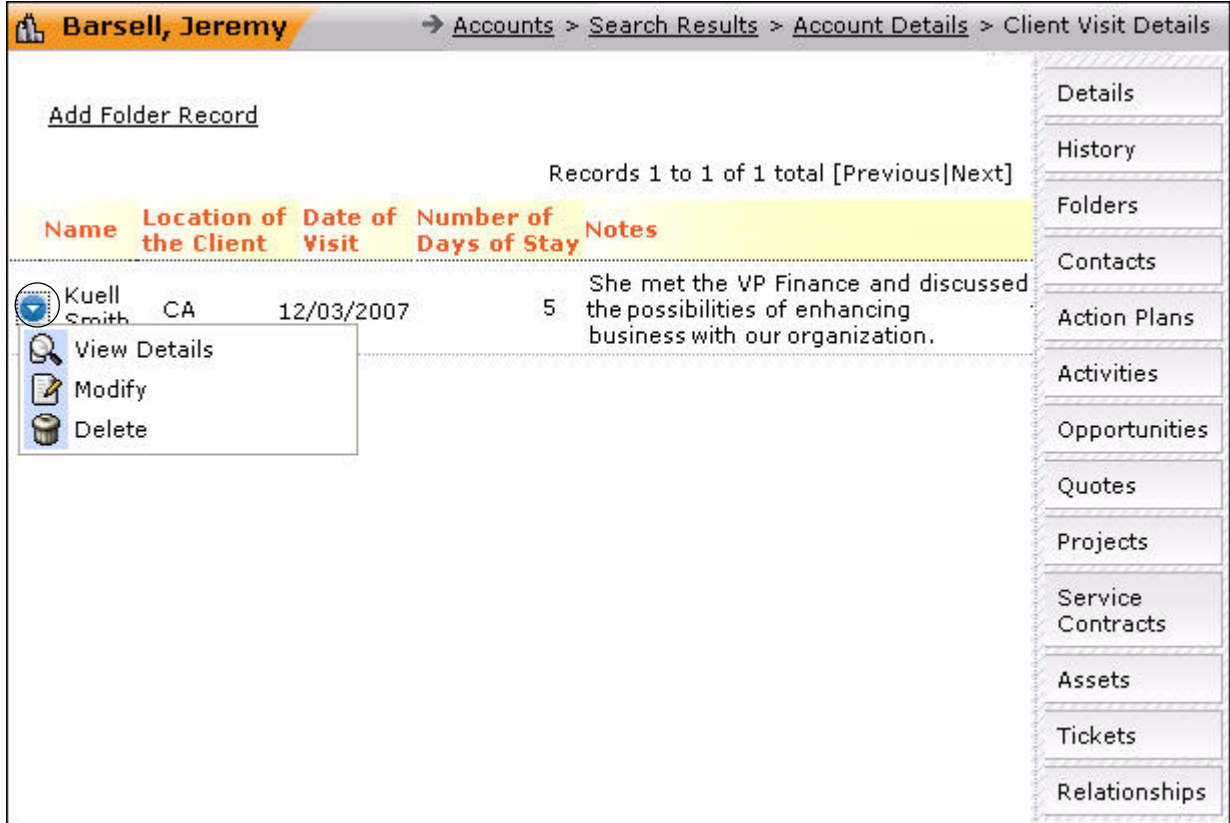 Barsell, Jeremy
→ Accounts > Search Results > Account Details > Client Visit Details
Add Folder Record
Records 1 to 1 of 1 total [Previous|Next]
Name
Location of
the Client
Date of
Visit
Number of
Days of Stay
Notes
Kuell
Smith
CA
12/03/2007
5
She met the VP Finance and discussed
the possibilities of enhancing
business with our organization.
View Details
Modify
Delete
Details
History
Folders
Contacts
Action Plans
Activities
Opportunities
Quotes
Projects
Service
Contracts
Assets
Tickets
Relationships